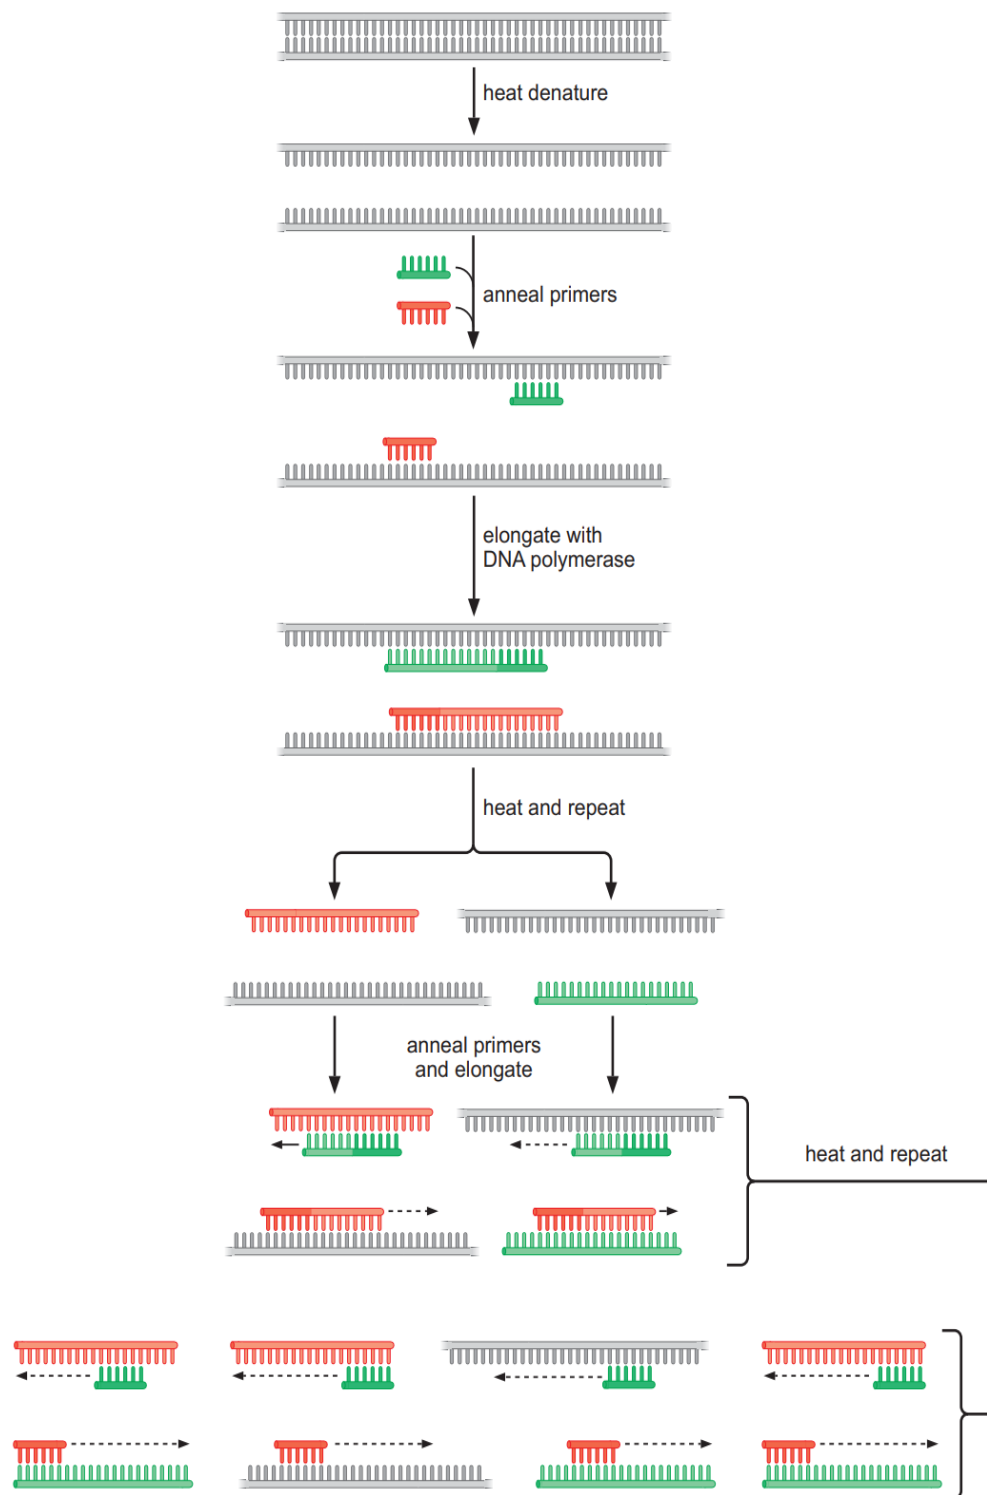 heat denature
anneal primers
elongate with
DNA polymerase
heat and repeat
anneal primers
and elongate
heat and repeat